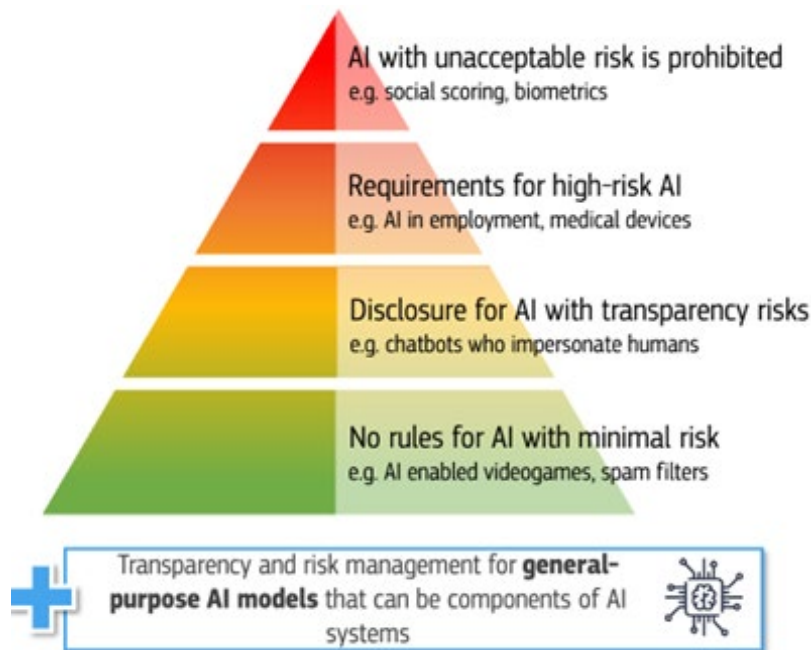 AI with unacceptable risk is prohibited
e.g. social scoring, biometrics
Requirements for high-risk AI
e.g. AI in employment, medical devices
Disclosure for AI with transparency risks
e.g. chatbots who impersonate humans
No rules for AI with minimal risk
e.g. AI enabled videogames, spam filters
Transparency and risk management for general-
purpose AI models that can be components of AI
systems